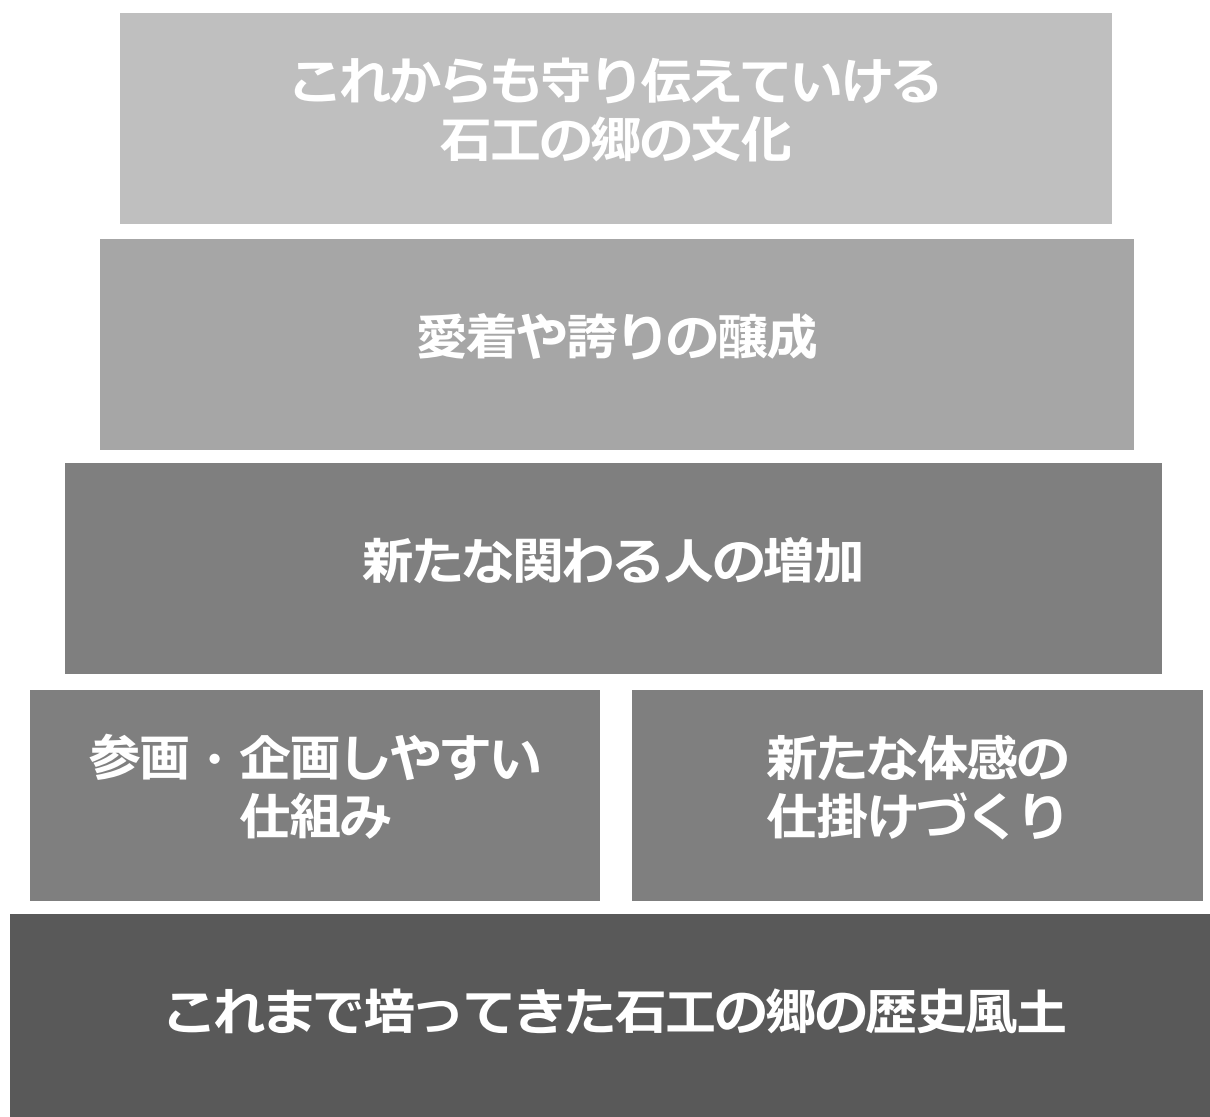 これからも守り伝えていける
石工の郷の文化
愛着や誇りの醸成
新たな関わる人の増加
参画・企画しやすい
仕組み
新たな体感の
仕掛けづくり
これまで培ってきた石工の郷の歴史風土